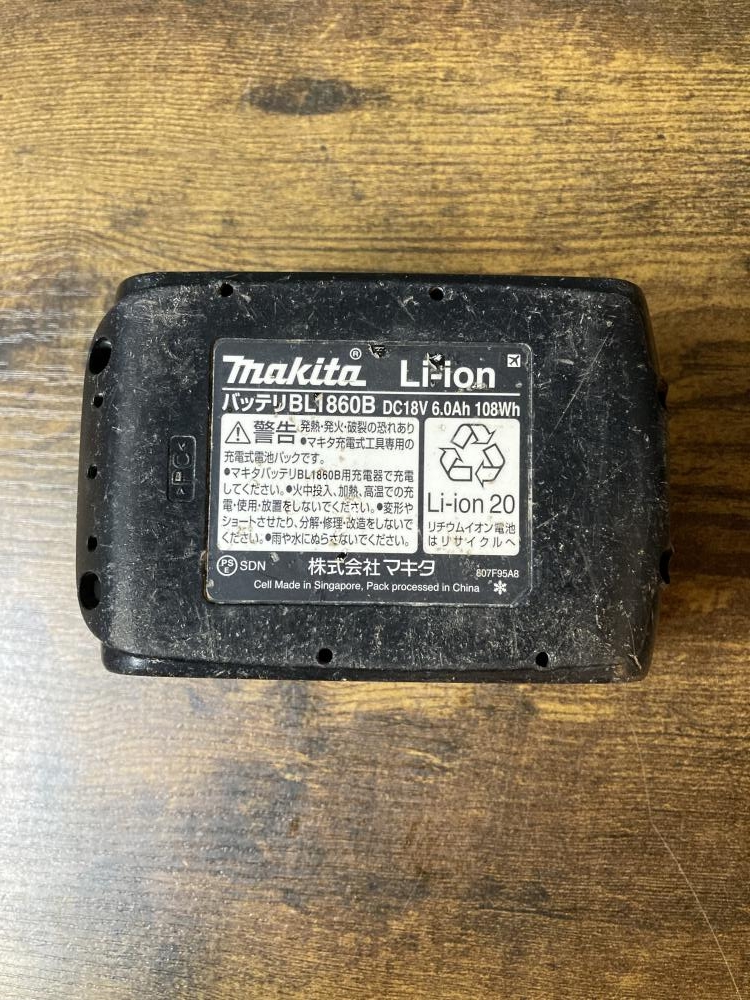 makita® Li-ion
バッテリBL1860B DC18V 6.0Ah 108Wh
警告 発熱・発火・破裂の恐れあり
●マキタ充電式工具専用の
充電式電池パックです。
●マキタバッテリBL1860B用充電器で充電
してください。●火中投入、加熱、高温での充
電・使用・放置をしないでください。●変形や
ショートさせたり、分解・修理・改造をしないで
ください。●雨や水にぬらさないでください。
Li-ion 20
リチウムイオン電池
はリサイクルへ
PS
E
SDN 株式会社 マキタ
807F95A8
Cell Made in Singapore, Pack processed in China